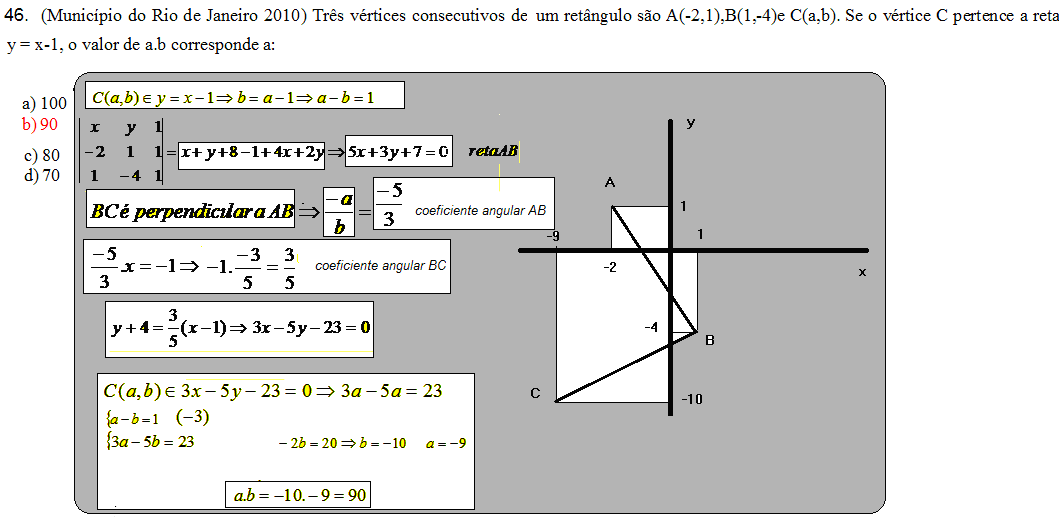 46. (Município do Rio de Janeiro 2010) Três vértices consecutivos de um retângulo são A(-2,1),B(1,-4)e C(a,b). Se o vértice C pertence a reta
y = x-1, o valor de a.b corresponde a:
a) 100
b) 90
c) 80
d) 70
C(a,b) ∈ y = x − 1 ⇒ b = a − 1 ⇒ a − b = 1
x y 1
−2 1 1 = x + y + 8 − 1 + 4x + 2y ⇒ 5x + 3y + 7 = 0 retaAB
1 −4 1
BC é perpendicular a AB ⇒ −a/b = −5/3 coeficiente angular AB
−5/3 x = −1 ⇒ −1. −3/5 = 3/5 coeficiente angular BC
y + 4 = 3/5 (x − 1) ⇒ 3x − 5y − 23 = 0
C(a,b) ∈ 3x − 5y − 23 = 0 ⇒ 3a − 5a = 23
{a − b = 1 (−3)
{3a − 5b = 23 − 2b = 20 ⇒ b = −10 a = −9
a.b = −10. − 9 = 90
y
A
1
-9
1
-2
x
-4
B
C
-10